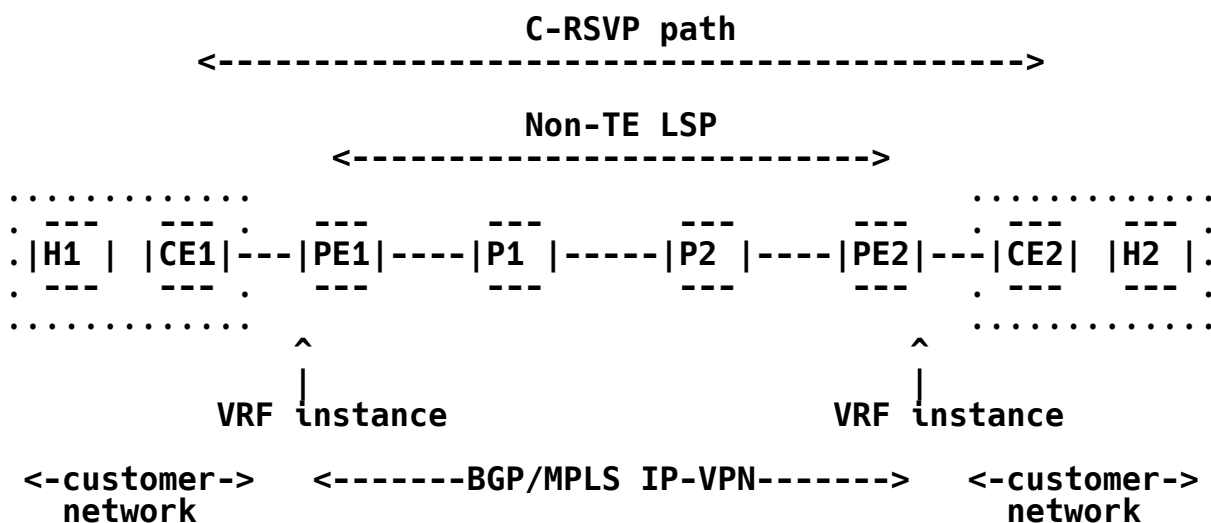 C-RSVP path
          <------------------------------------------>

                           Non-TE LSP
                 <--------------------------->
.............                                     .............
. ---   --- .   ---      ---       ---      ---   . ---   --- .
.|H1 | |CE1|---|PE1|----|P1 |-----|P2 |----|PE2|---|CE2| |H2 |.
. ---   --- .   ---      ---       ---      ---   . ---   --- .
.............                                     .............
               ^                               ^
               |                               |
           VRF instance                    VRF instance

 <-customer->   <-------BGP/MPLS IP-VPN------->   <-customer->
   network                                          network